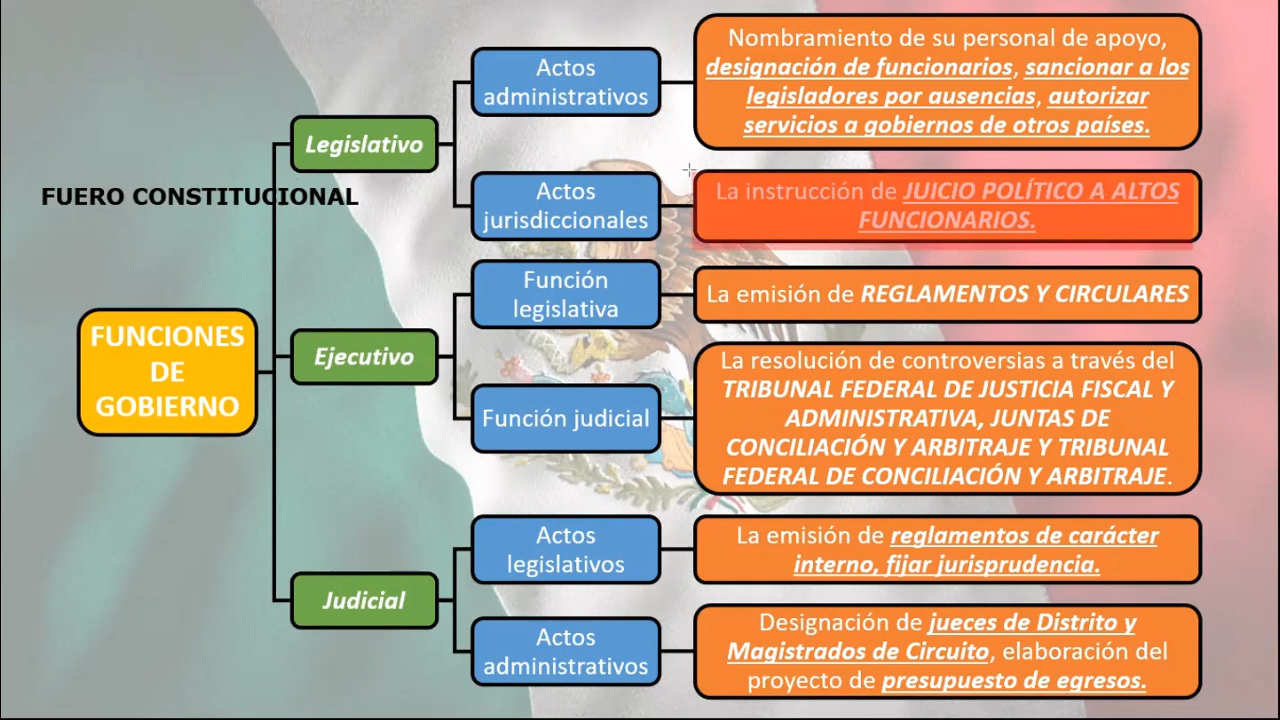 Nombramiento de su personal de apoyo,
designación de funcionarios, sancionar a los
legisladores por ausencias, autorizar
servicios a gobiernos de otros países.
Actos
administrativos
Legislativo
FUERO CONSTITUCIONAL
Actos
jurisdiccionales
La instrucción de JUICIO POLÍTICO A ALTOS
FUNCIONARIOS.
Función
legislativa
La emisión de REGLAMENTOS Y CIRCULARES
FUNCIONES
DE
GOBIERNO
Ejecutivo
Función judicial
La resolución de controversias a través del
TRIBUNAL FEDERAL DE JUSTICIA FISCAL Y
ADMINISTRATIVA, JUNTAS DE
CONCILIACIÓN Y ARBITRAJE Y TRIBUNAL
FEDERAL DE CONCILIACIÓN Y ARBITRAJE.
Actos
legislativos
La emisión de reglamentos de carácter
interno, fijar jurisprudencia.
Judicial
Actos
administrativos
Designación de jueces de Distrito y
Magistrados de Circuito, elaboración del
proyecto de presupuesto de egresos.